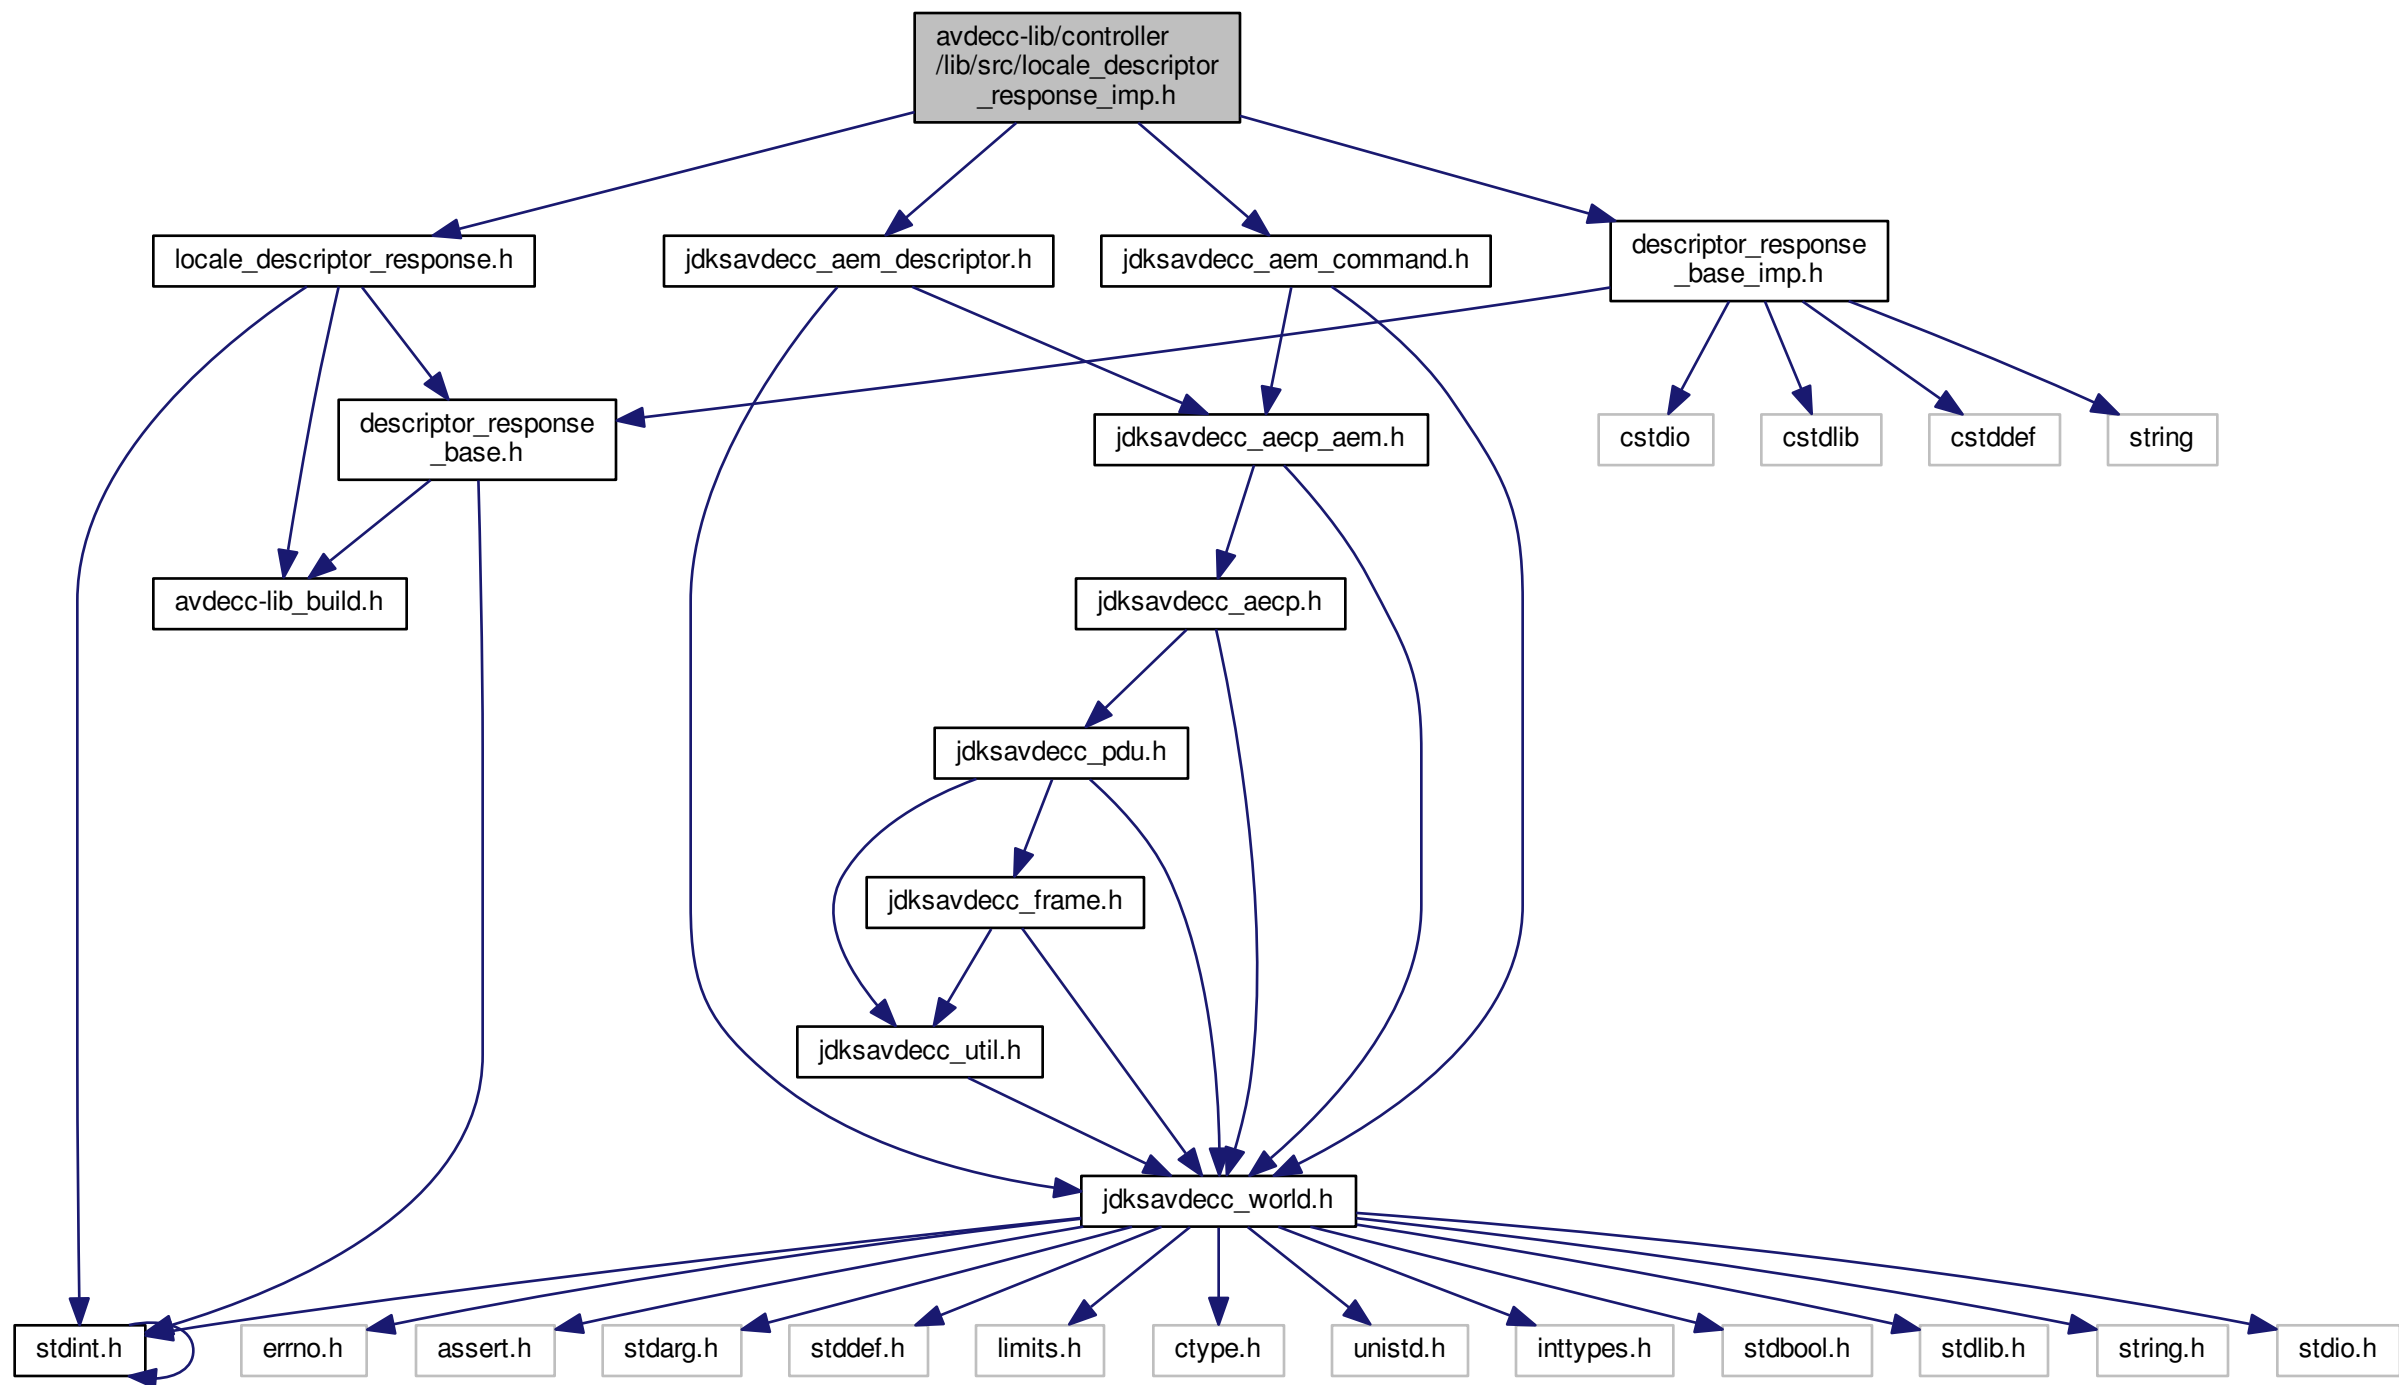 avdecc-lib/controller
/lib/src/locale_descriptor
_response_imp.h
locale_descriptor_response.h
jdksavdecc_aem_descriptor.h
jdksavdecc_aem_command.h
descriptor_response
_base_imp.h
descriptor_response
_base.h
jdksavdecc_aecp_aem.h
cstdio
cstdlib
cstddef
string
avdecc-lib_build.h
jdksavdecc_aecp.h
jdksavdecc_pdu.h
jdksavdecc_frame.h
jdksavdecc_util.h
jdksavdecc_world.h
stdint.h
errno.h
assert.h
stdarg.h
stddef.h
limits.h
ctype.h
unistd.h
inttypes.h
stdbool.h
stdlib.h
string.h
stdio.h